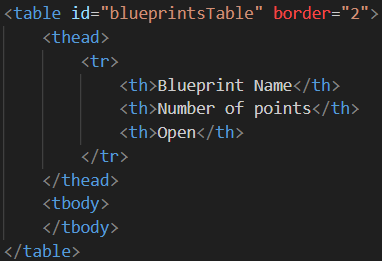 <table id="blueprintsTable" border="2">
    <thead>
        <tr>
            <th>Blueprint Name</th>
            <th>Number of points</th>
            <th>Open</th>
        </tr>
    </thead>
    <tbody>
    </tbody>
</table>